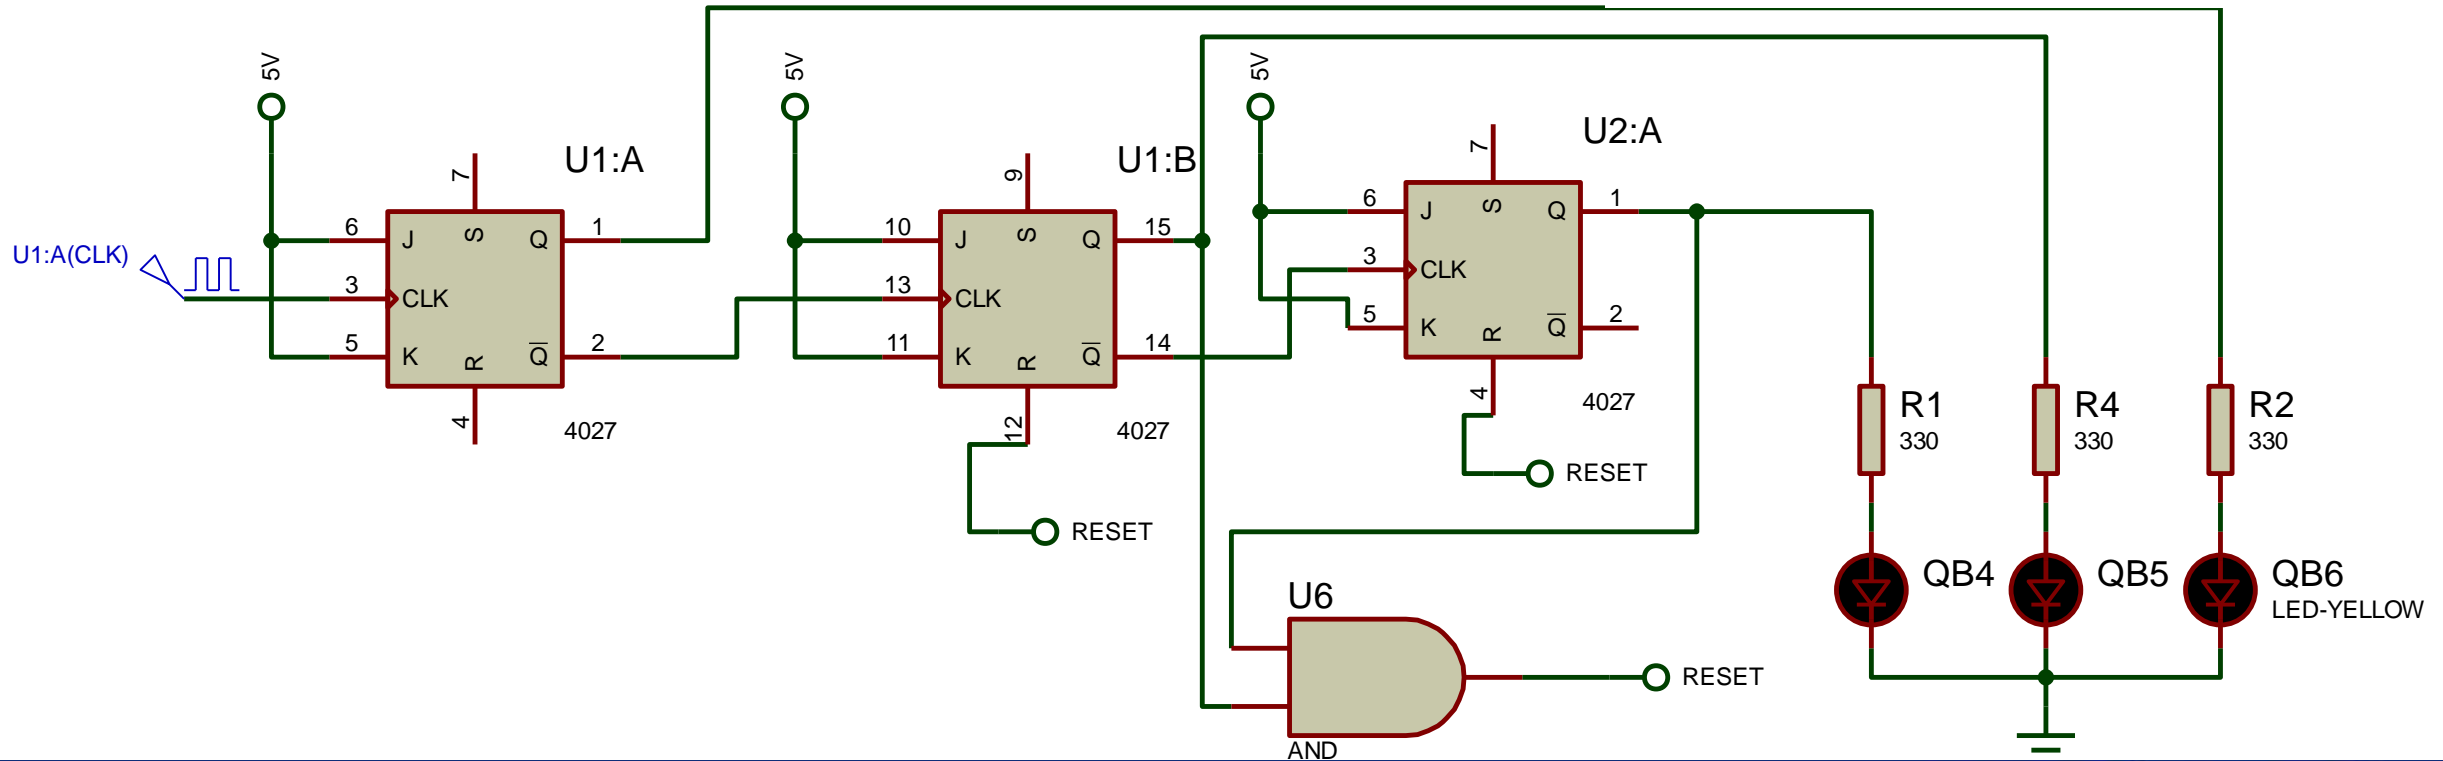 5V
5V
5V
U1:A
U1:B
U2:A
U1:A(CLK)
7
6
3
5
J
CLK
K
S
R
Q
Q
1
2
4
4027
9
10
13
11
J
CLK
K
S
R
Q
Q
15
14
12
4027
RESET
7
6
3
5
J
CLK
K
S
R
Q
Q
1
2
4
4027
RESET
R1
330
R4
330
R2
330
QB4
QB5
QB6
LED-YELLOW
U6
AND
RESET